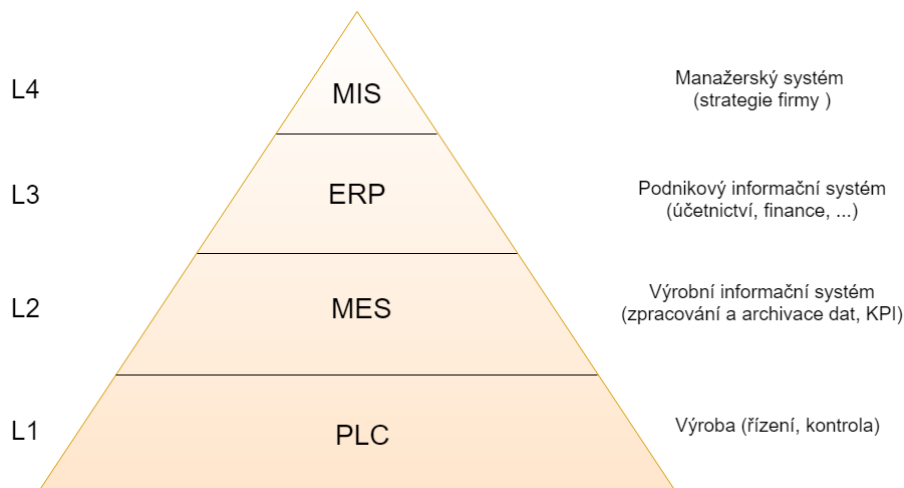 L4
MIS
Manažerský systém
(strategie firmy )
L3
ERP
Podnikový informační systém
(účetnictví, finance, ...)
L2
MES
Výrobní informační systém
(zpracování a archivace dat, KPI)
L1
PLC
Výroba (řízení, kontrola)